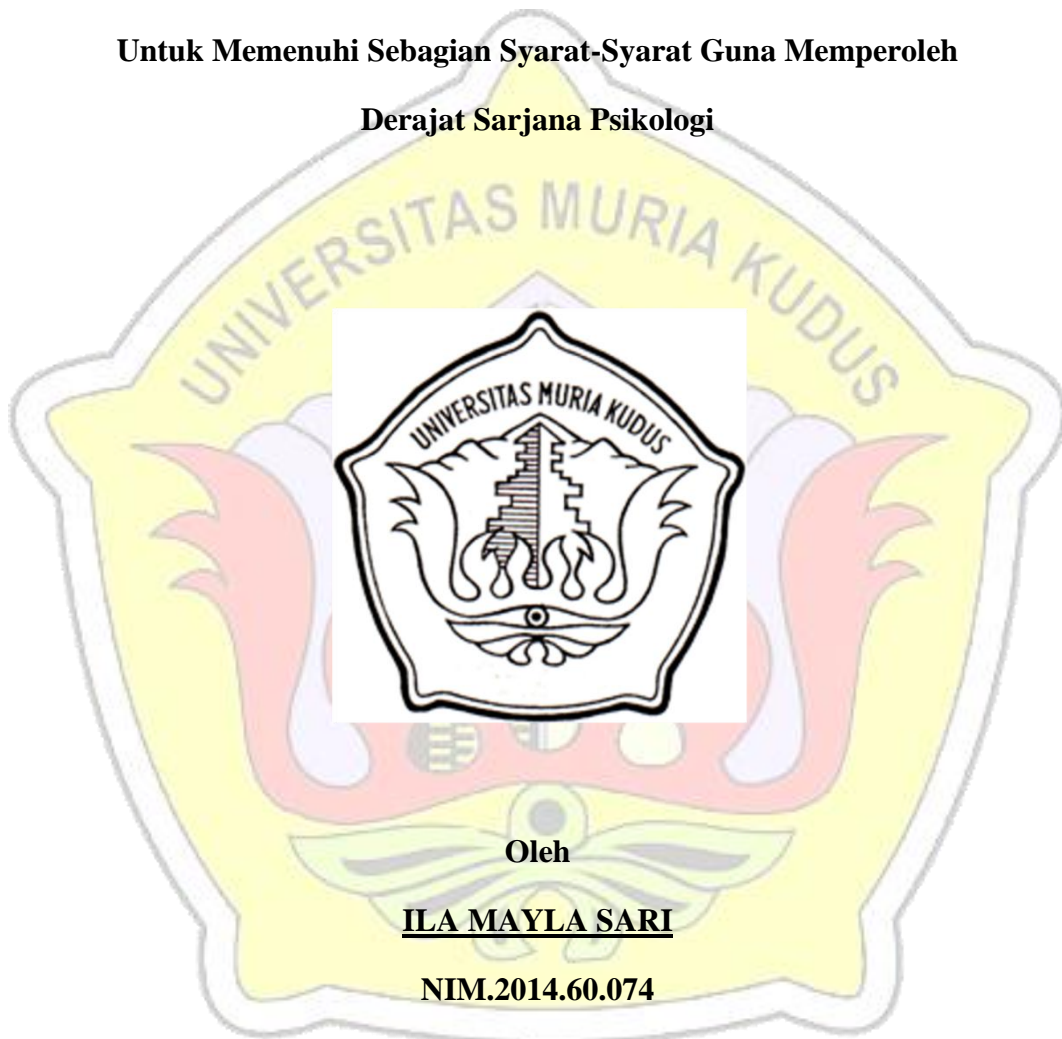 Untuk Memenuhi Sebagian Syarat-Syarat Guna Memperoleh
Derajat Sarjana Psikologi
UNIVERSITAS MURIA KUDUS
UNIVERSITAS MURIA KUDUS
Oleh
ILA MAYLA SARI
NIM.2014.60.074